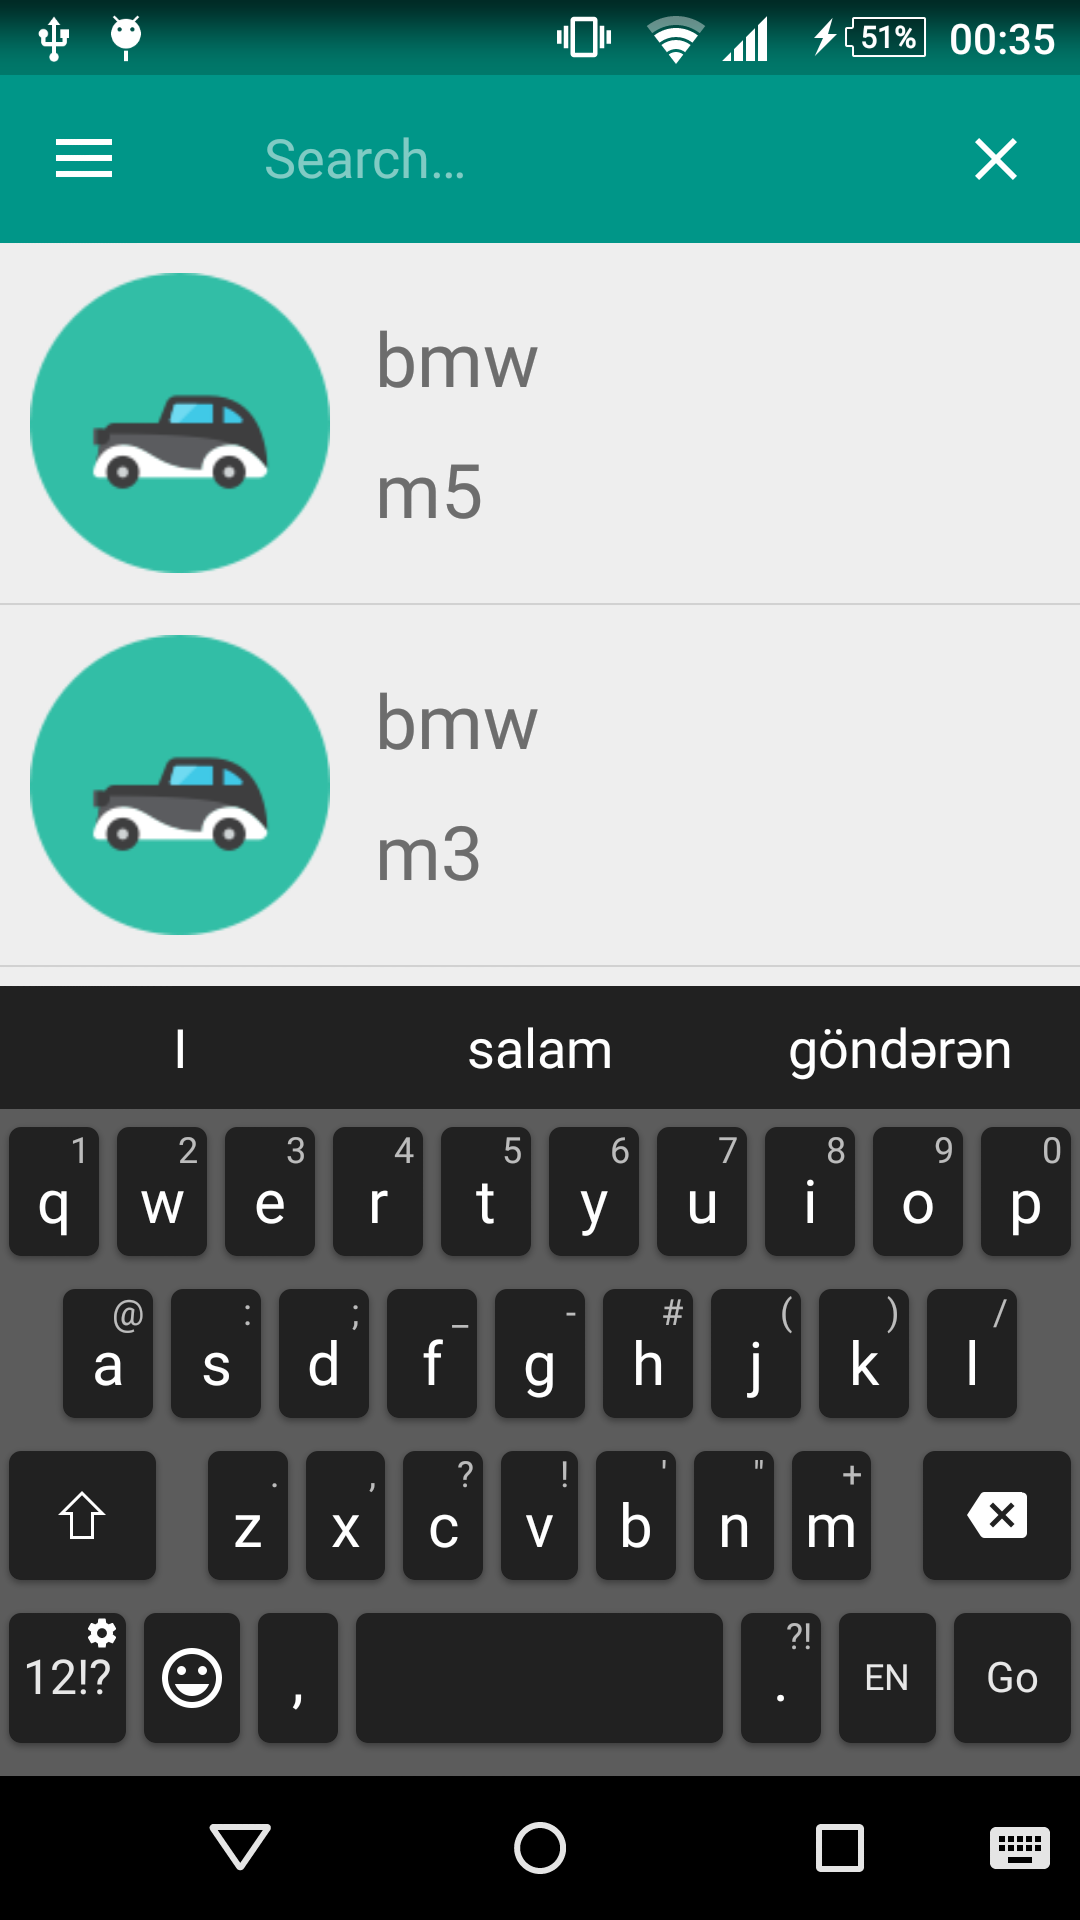 51% 00:35
Search...
bmw
m5
bmw
m3
I salam göndərən
1 2 3 4 5 6 7 8 9 0
q w e r t y u i o p
@ : ; _ - # ( ) /
a s d f g h j k l
. , ? ! ' " +
z x c v b n m
?!
12!? , . EN Go